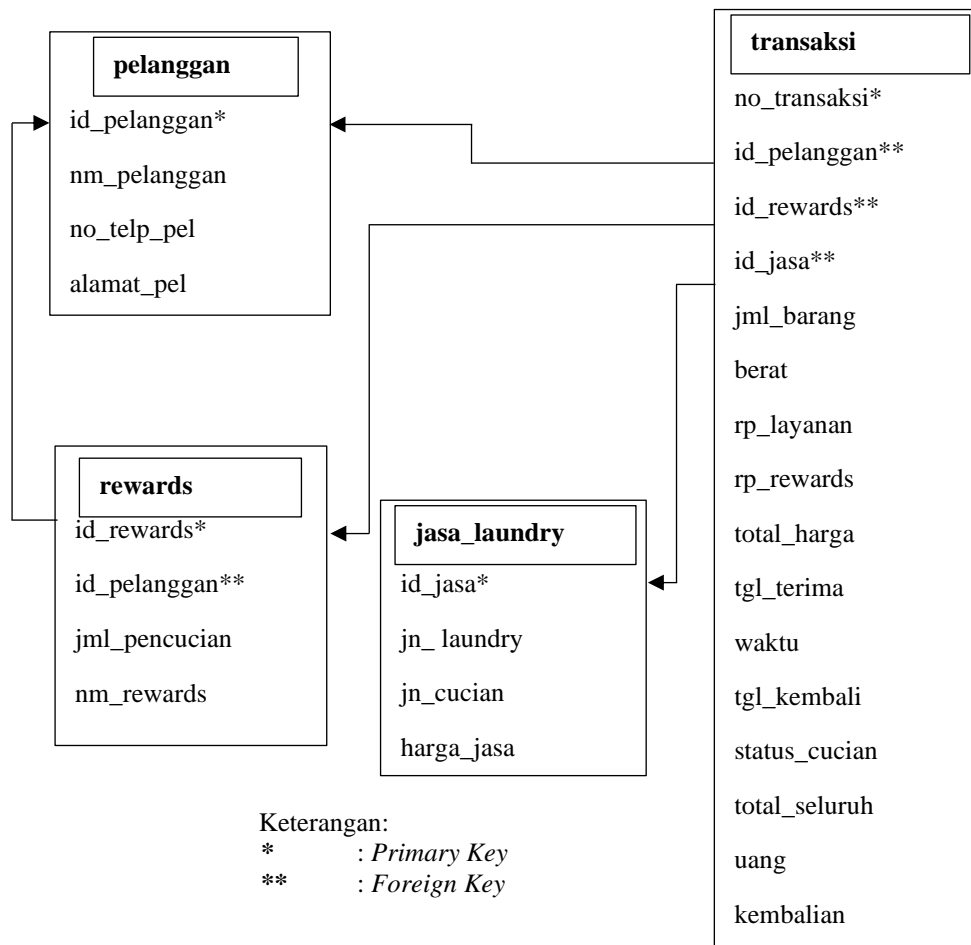 pelanggan
id_pelanggan*
nm_pelanggan
no_telp_pel
alamat_pel
transaksi
no_transaksi*
id_pelanggan**
id_rewards**
id_jasa**
jml_barang
berat
rp_layanan
rp_rewards
total_harga
tgl_terima
waktu
tgl_kembali
status_cucian
total_seluruh
uang
kembalian
rewards
id_rewards*
id_pelanggan**
jml_pencucian
nm_rewards
jasa_laundry
id_jasa*
jn_ laundry
jn_cucian
harga_jasa
Keterangan:
* : Primary Key
** : Foreign Key